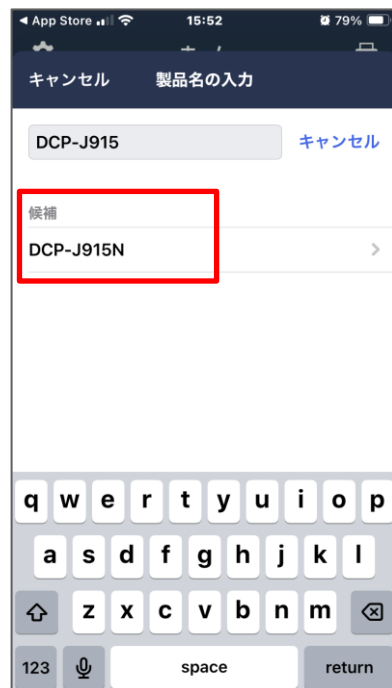 App Store
15:52
79%
キャンセル 製品名の入力
DCP-J915 キャンセル
候補
DCP-J915N
q w e r t y u i o p
a s d f g h j k l
z x c v b n m
123 space return